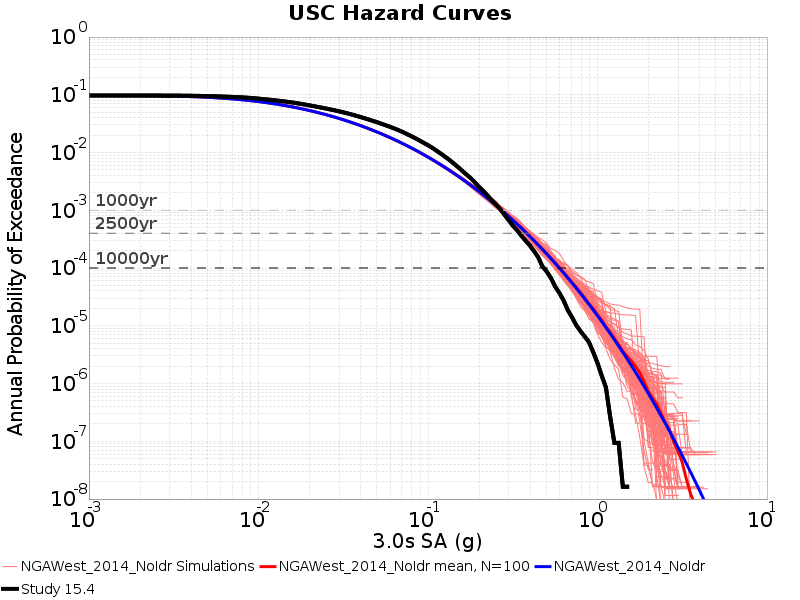 USC Hazard Curves
Annual Probability of Exceedance
10^0
10^-1
10^-2
10^-3
10^-4
10^-5
10^-6
10^-7
10^-8
1000yr
2500yr
10000yr
10^-3 10^-2 10^-1 10^0 10^1
3.0s SA (g)
NGAWest_2014_NoIdr Simulations NGAWest_2014_NoIdr mean, N=100 NGAWest_2014_NoIdr
Study 15.4